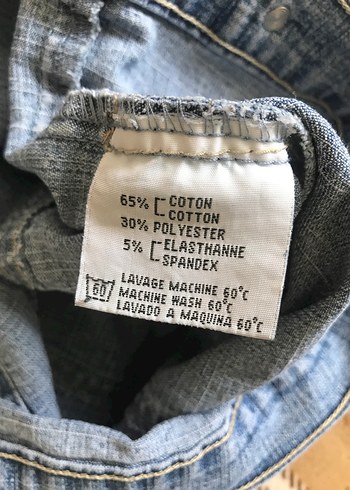 65% COTON
COTTON
30% POLYESTER
5% ELASTHANNE
SPANDEX
60 LAVAGE MACHINE 60°C
MACHINE WASH 60°C
LAVADO A MAQUINA 60°C